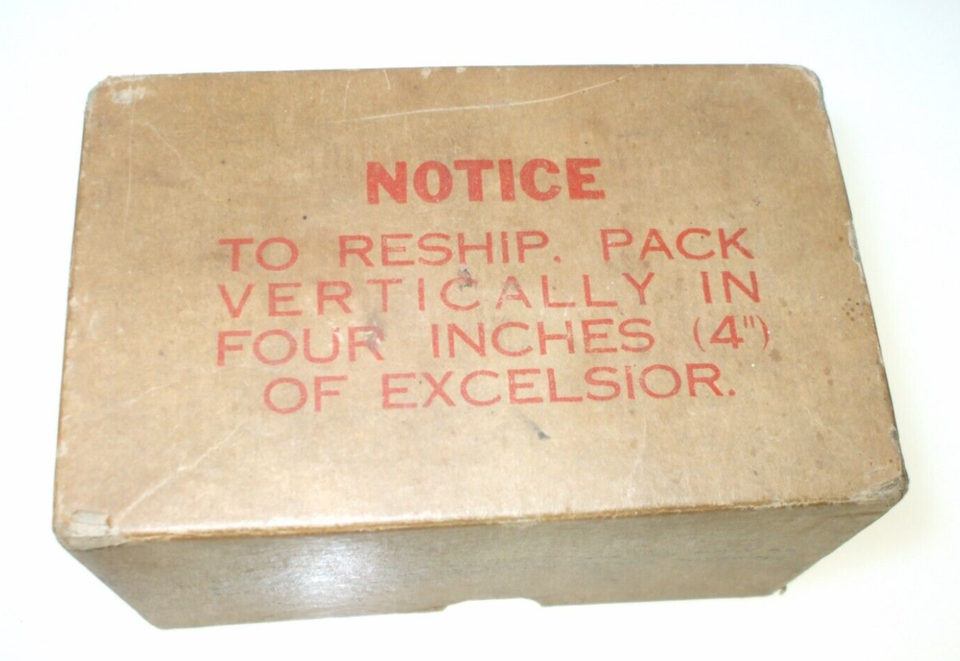 NOTICE
TO RESHIP. PACK
VERTICALLY IN
FOUR INCHES (4")
OF EXCELSIOR.